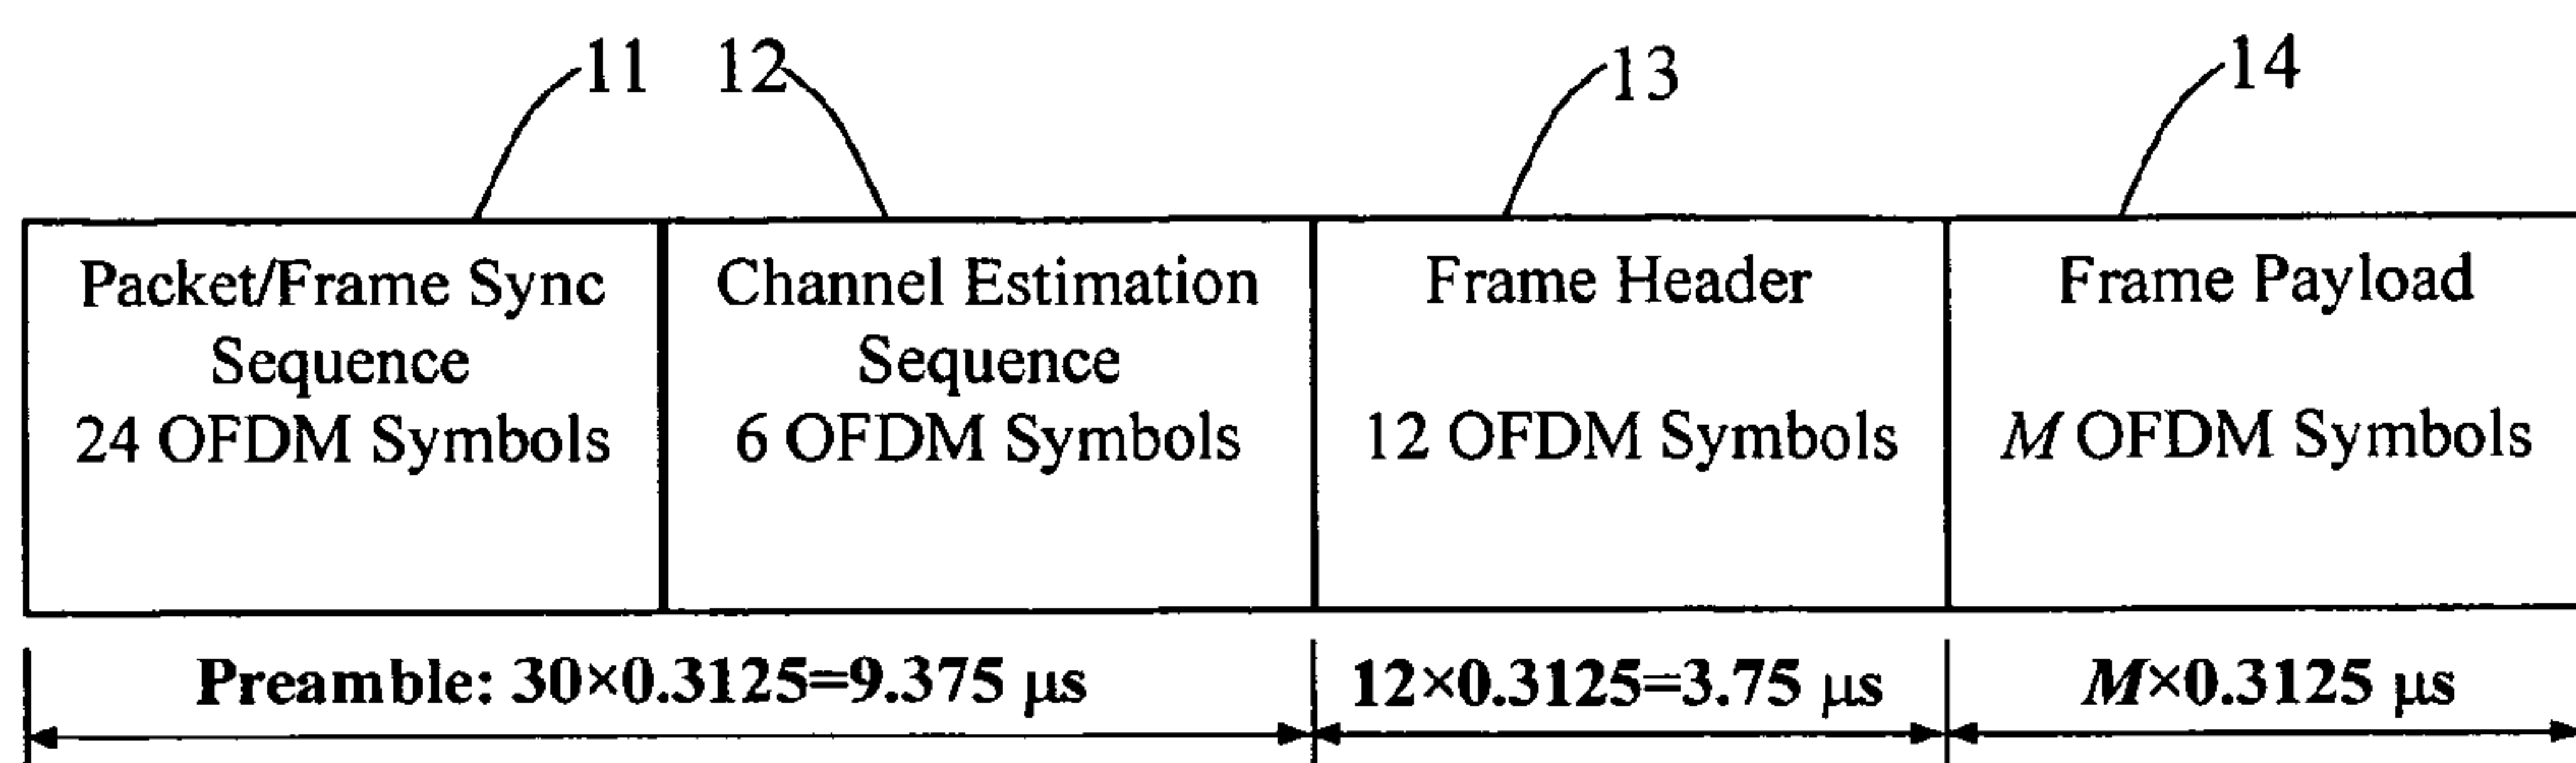 11 12 13 14
Packet/Frame Sync
Sequence
24 OFDM Symbols
Channel Estimation
Sequence
6 OFDM Symbols
Frame Header
12 OFDM Symbols
Frame Payload
M OFDM Symbols
Preamble: 30×0.3125=9.375 μs
12×0.3125=3.75 μs
M×0.3125 μs